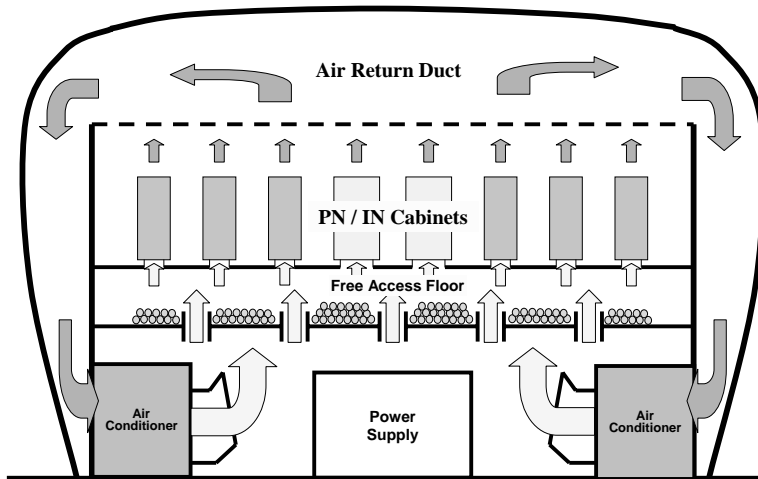 Air Return Duct
PN / IN Cabinets
Free Access Floor
Air
Conditioner
Power
Supply
Air
Conditioner